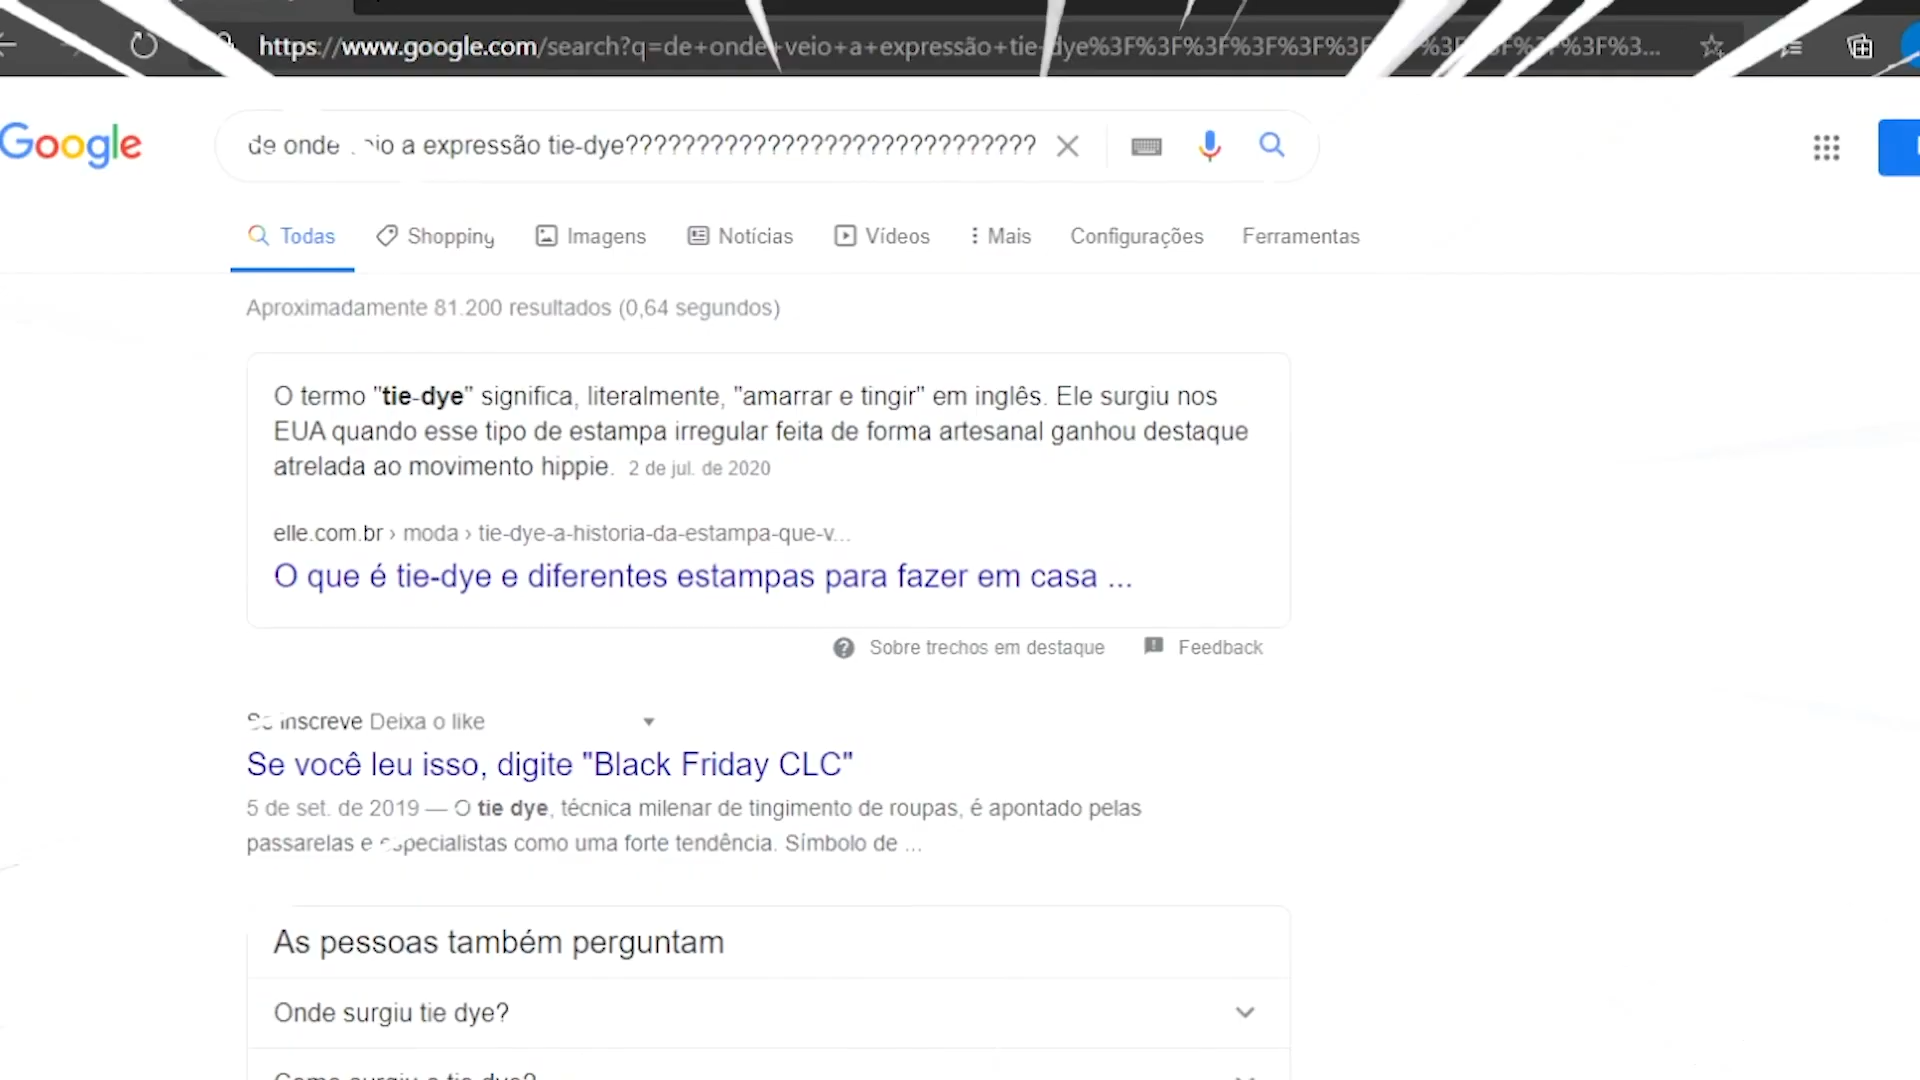 https://www.google.com/search?q=de+onde+veio+a+expressão+tie-dye%3F%3F%3F%3F%3F%3F%3F%3F%3F%3F%3F%3...
Google
de onde veio a expressão tie-dye?????????????????????????????
Todas Shopping Imagens Notícias Vídeos Mais Configurações Ferramentas
Aproximadamente 81.200 resultados (0,64 segundos)
O termo "tie-dye" significa, literalmente, "amarrar e tingir" em inglês. Ele surgiu nos
EUA quando esse tipo de estampa irregular feita de forma artesanal ganhou destaque
atrelada ao movimento hippie. 2 de jul. de 2020
elle.com.br › moda › tie-dye-a-historia-da-estampa-que-v...
O que é tie-dye e diferentes estampas para fazer em casa ...
Sobre trechos em destaque Feedback
Se inscreve Deixa o like
Se você leu isso, digite "Black Friday CLC"
5 de set. de 2019 — O tie dye, técnica milenar de tingimento de roupas, é apontado pelas
passarelas e especialistas como uma forte tendência. Símbolo de ...
As pessoas também perguntam
Onde surgiu tie dye?